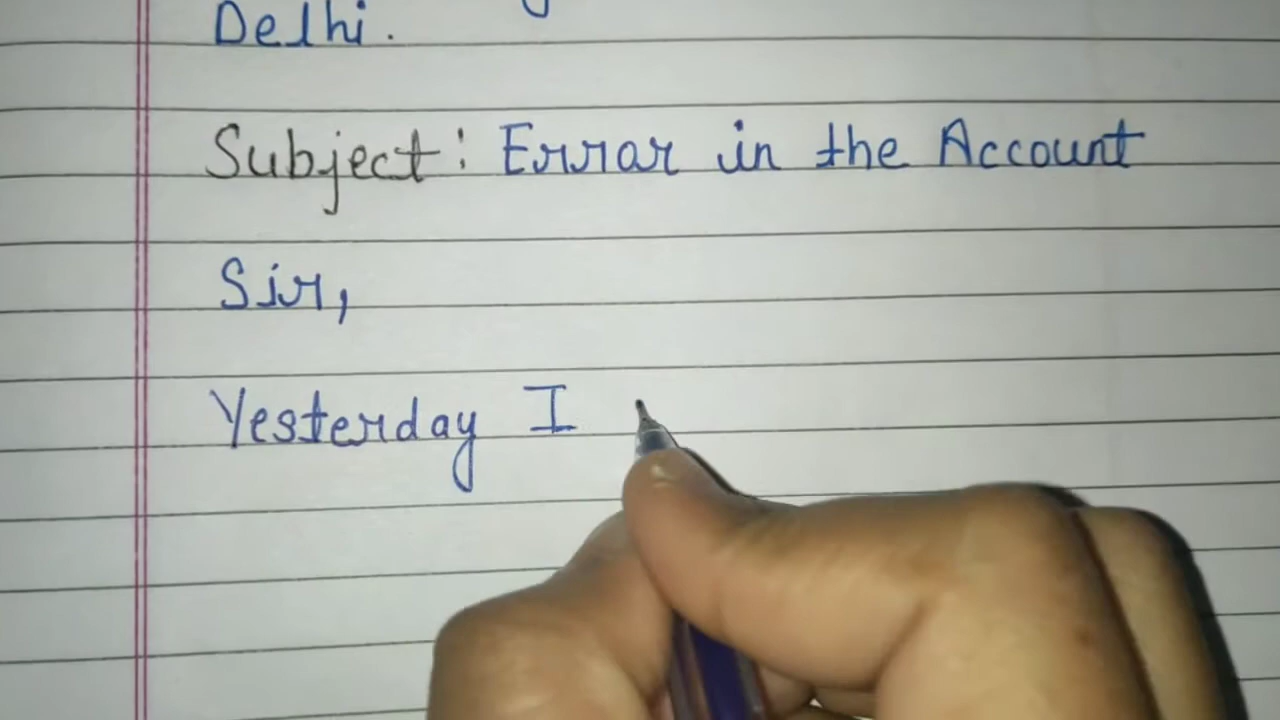 Delhi.
Subject: Errar in the Account
Sir,
Yesterday I